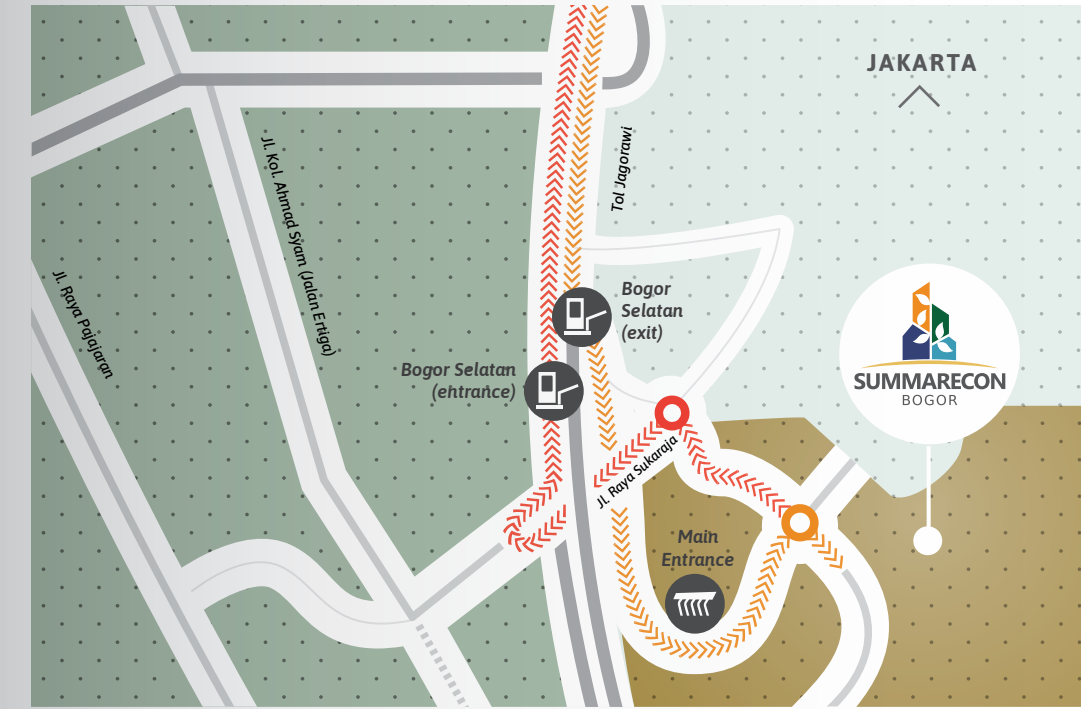 JAKARTA
Tol Jagorawi
Jl. Kol. Ahmad Syam (Jalan Ertiga)
Jl. Raya Pajajaran
Bogor
Selatan
(exit)
Bogor Selatan
(ehtrance)
SUMMARECON
BOGOR
Jl. Raya Sukaraja
Main
Entrance